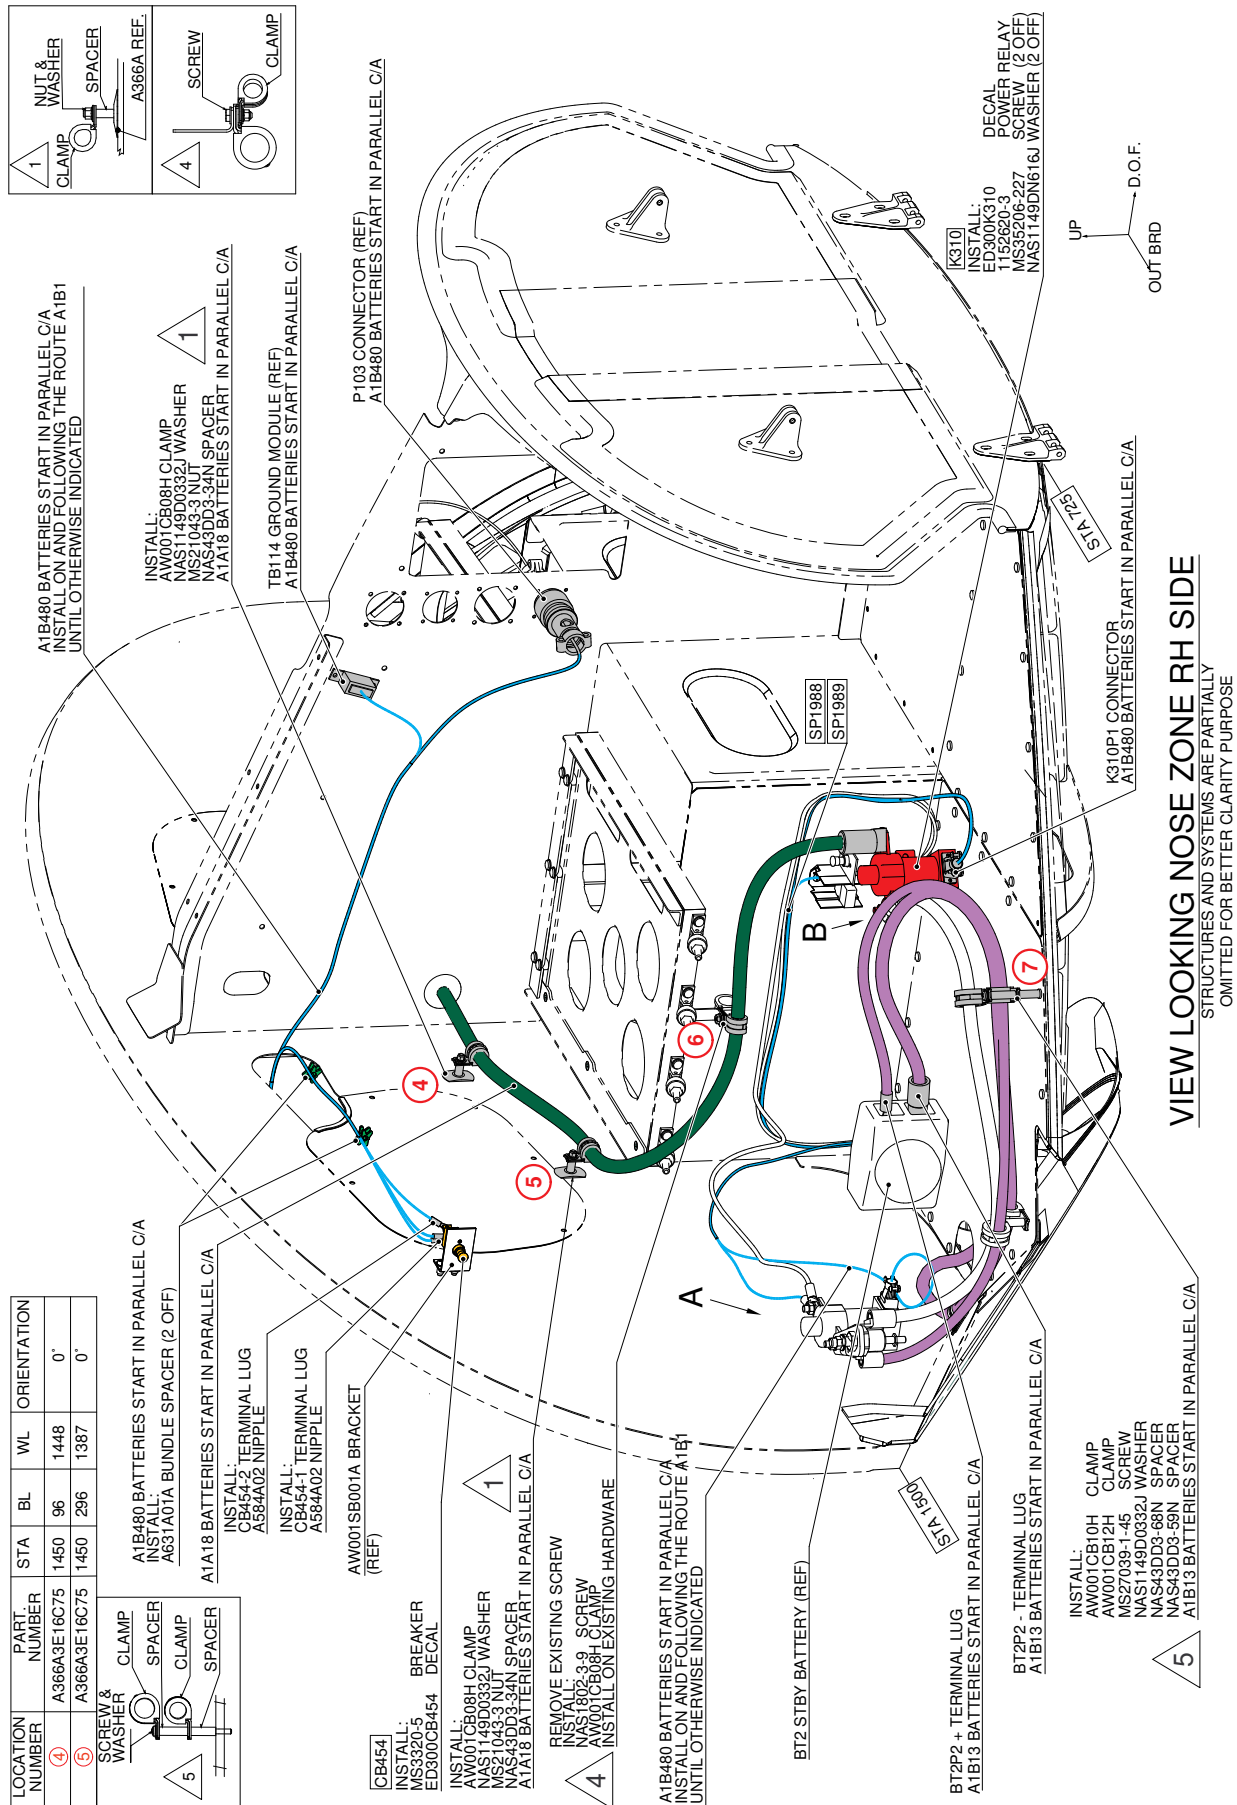 LOCATION NUMBER PART. NUMBER STA BL WL ORIENTATION
4 A366A3E16C75 1450 96 1448 0°
5 A366A3E16C75 1450 296 1387 0°
SCREW & WASHER
CLAMP
SPACER
CLAMP
SPACER
5
1
CLAMP
NUT & WASHER
SPACER
A366A REF.
4
SCREW
CLAMP
A1B480 BATTERIES START IN PARALLEL C/A
INSTALL ON AND FOLLOWING THE ROUTE A1B1
UNTIL OTHERWISE INDICATED
INSTALL:
AW001CB08H CLAMP
NAS1149D0332J WASHER
MS21043-3 NUT
NAS43DD3-34N SPACER
A1A18 BATTERIES START IN PARALLEL C/A
1
TB114 GROUND MODULE (REF)
A1B480 BATTERIES START IN PARALLEL C/A
P103 CONNECTOR (REF)
A1B480 BATTERIES START IN PARALLEL C/A
A1B480 BATTERIES START IN PARALLEL C/A
INSTALL:
A631A01A BUNDLE SPACER (2 OFF)
A1A18 BATTERIES START IN PARALLEL C/A
INSTALL:
CB454-2 TERMINAL LUG
A584A02 NIPPLE
INSTALL:
CB454-1 TERMINAL LUG
A584A02 NIPPLE
AW001SB001A BRACKET
(REF)
CB454
INSTALL:
MS3320-5 BREAKER
ED300CB454 DECAL
INSTALL:
AW001CB08H CLAMP
NAS1149D0332J WASHER
MS21043-3 NUT
NAS43DD3-34N SPACER
A1A18 BATTERIES START IN PARALLEL C/A
1
REMOVE EXISTING SCREW
INSTALL:
NAS1802-3-9 SCREW
AW001CB08H CLAMP
INSTALL ON EXISTING HARDWARE
4
A1B480 BATTERIES START IN PARALLEL C/A
INSTALL ON AND FOLLOWING THE ROUTE A1B1
UNTIL OTHERWISE INDICATED
BT2 STBY BATTERY (REF)
BT2P2 + TERMINAL LUG
A1B13 BATTERIES START IN PARALLEL C/A
BT2P2 - TERMINAL LUG
A1B13 BATTERIES START IN PARALLEL C/A
INSTALL:
AW001CB10H CLAMP
AW001CB12H CLAMP
MS27039-1-45 SCREW
NAS1149D0332J WASHER
NAS43DD3-68N SPACER
NAS43DD3-59N SPACER
A1B13 BATTERIES START IN PARALLEL C/A
5
K310
INSTALL:
ED300K310 DECAL
1152620-3 POWER RELAY
MS35206-227 SCREW (2 OFF)
NAS1149DN616J WASHER (2 OFF)
K310P1 CONNECTOR
A1B480 BATTERIES START IN PARALLEL C/A
SP1988
SP1989
4
5
6
7
A
B
STA 1500
STA 725
UP
D.O.F.
OUT BRD
VIEW LOOKING NOSE ZONE RH SIDE
STRUCTURES AND SYSTEMS ARE PARTIALLY
OMITTED FOR BETTER CLARITY PURPOSE